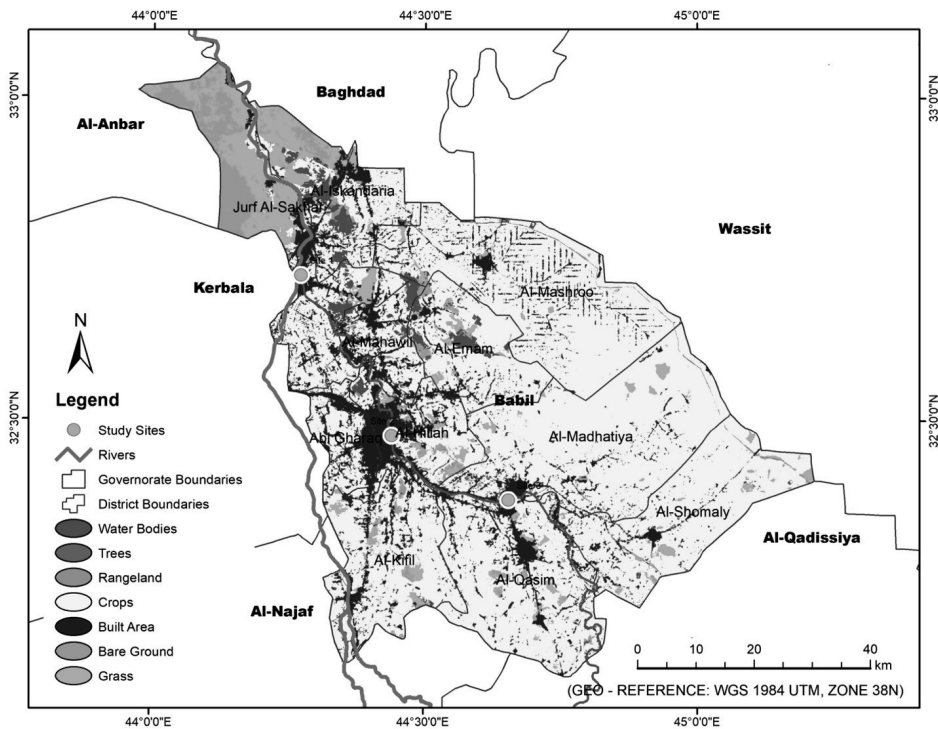 44°0'0"E
44°30'0"E
45°0'0"E
33°0'0"N
33°0'0"N
Baghdad
Al-Anbar
Al-Iskandaria
Jurf Al-Sakhar
Wassit
Kerbala
Al-Mashroo
N
Al-Mahawil
Al-Emam
Legend
Babil
32°30'0"N
32°30'0"N
Study Sites
Abi Gharaq
Al-Hillah
Al-Madhatiya
Rivers
Governorate Boundaries
District Boundaries
Al-Shomaly
Water Bodies
Al-Qadissiya
Trees
Al-Kifil
Rangeland
Al-Qasim
Crops
Al-Najaf
Built Area
Bare Ground
0 10 20 40
km
Grass
(GEO - REFERENCE: WGS 1984 UTM, ZONE 38N)
44°0'0"E
44°30'0"E
45°0'0"E